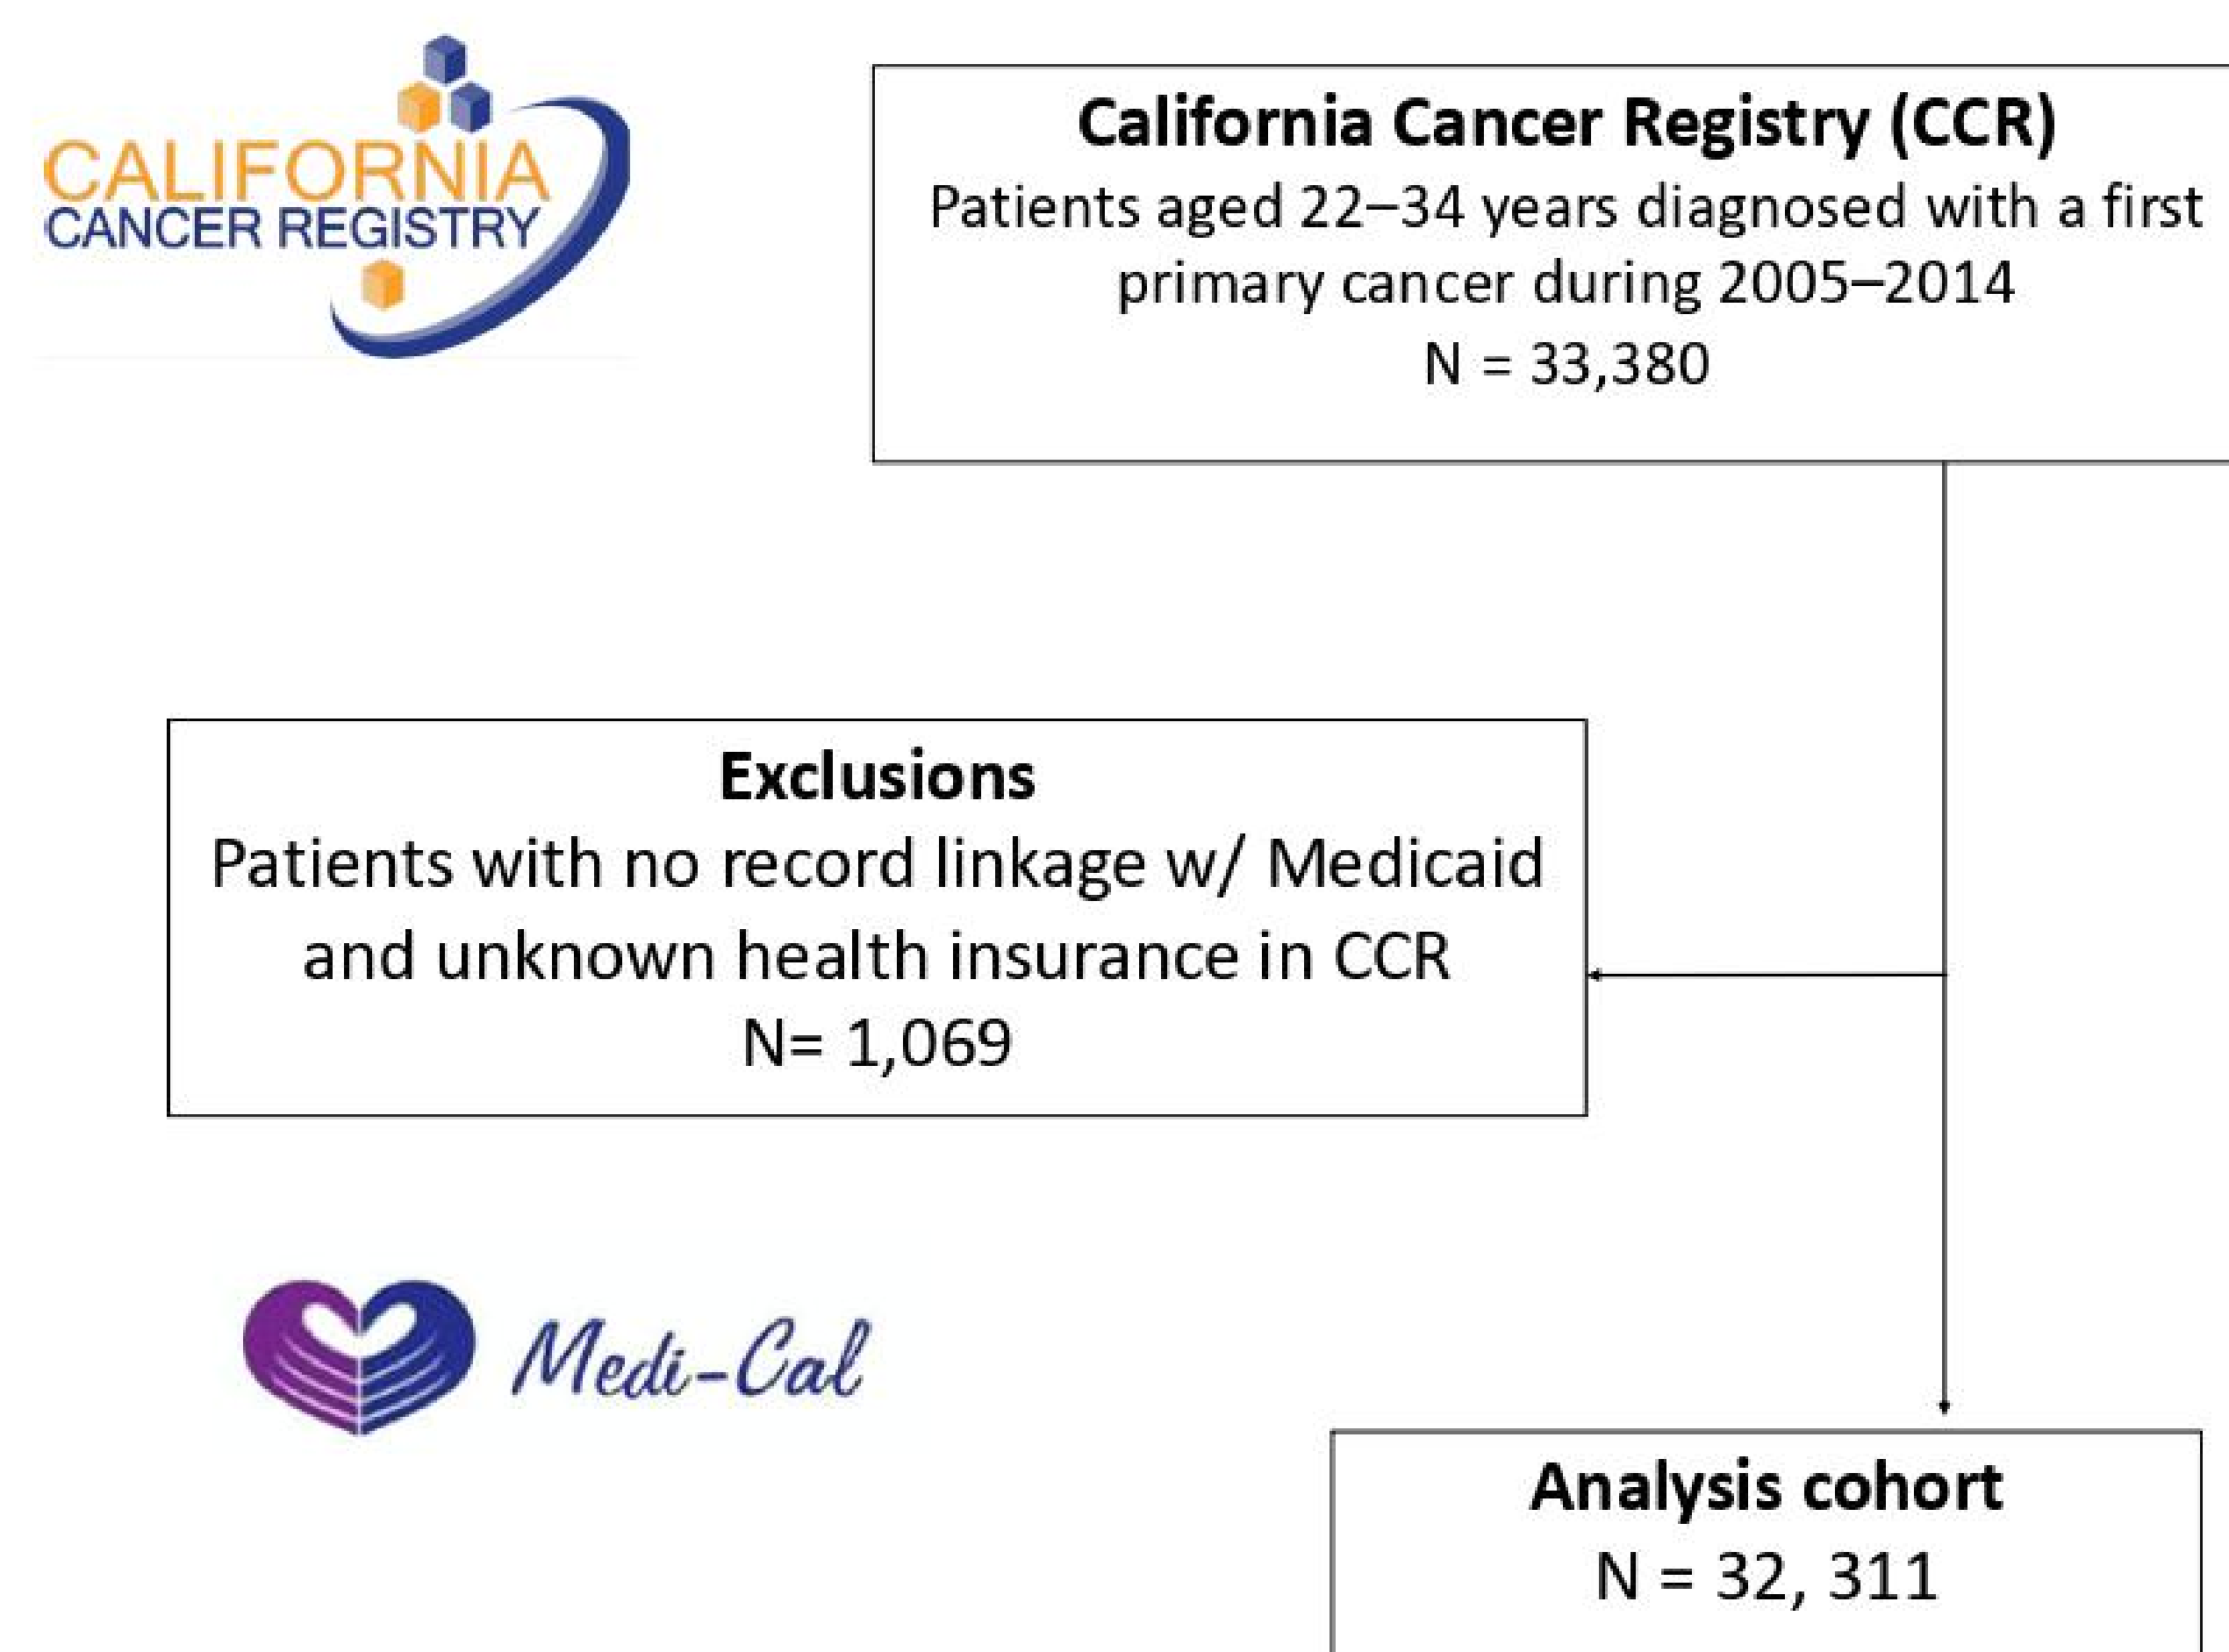 CALIFORNIA
CANCER REGISTRY
California Cancer Registry (CCR)
Patients aged 22–34 years diagnosed with a first
primary cancer during 2005–2014
N = 33,380
Exclusions
Patients with no record linkage w/ Medicaid
and unknown health insurance in CCR
N= 1,069
Medi-Cal
Analysis cohort
N = 32, 311